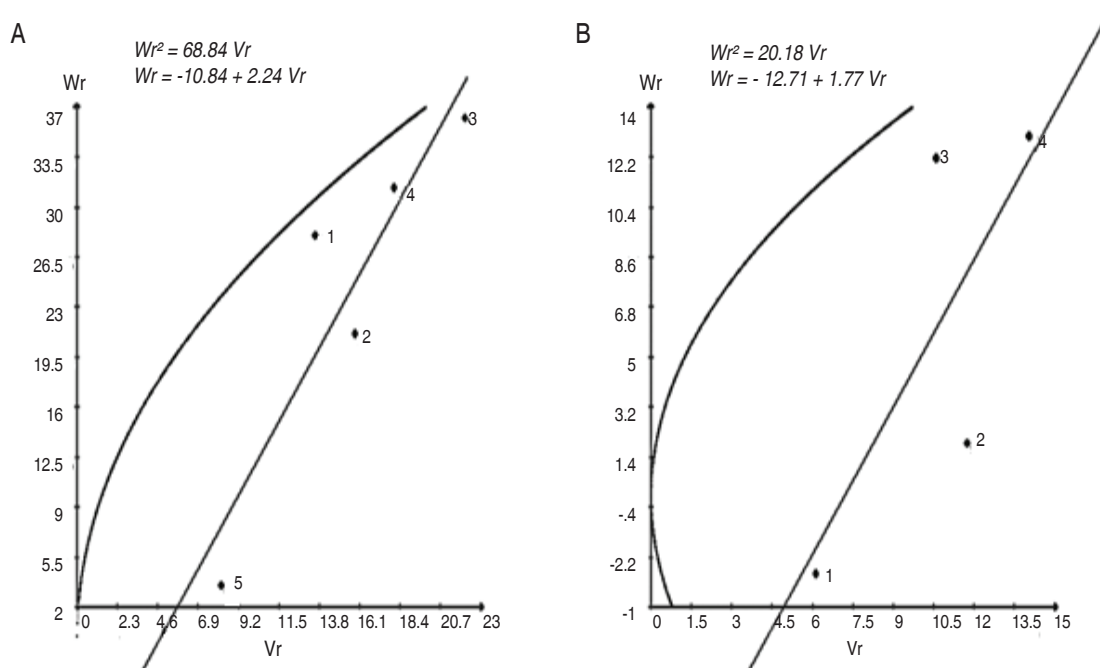 A
Wr² = 68.84 Vr
Wr = -10.84 + 2.24 Vr
Wr
37
33.5
30
26.5
23
19.5
16
12.5
9
5.5
2
3
4
1
2
5
0 2.3 4.6 6.9 9.2 11.5 13.8 16.1 18.4 20.7 23
Vr
B
Wr² = 20.18 Vr
Wr = - 12.71 + 1.77 Vr
Wr
14
12.2
10.4
8.6
6.8
5
3.2
1.4
-.4
-2.2
-1
4
3
2
1
0 1.5 3 4.5 6 7.5 9 10.5 12 13.5 15
Vr